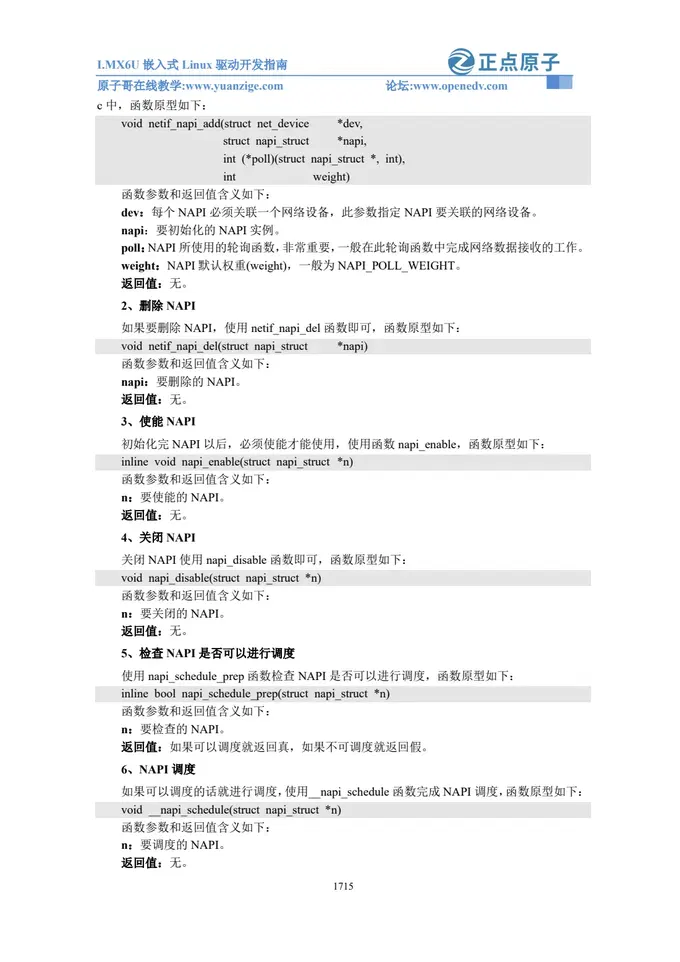 I.MX6U 嵌入式 Linux 驱动开发指南
正点原子
原子哥在线教学:www.yuanzige.com 论坛:www.openedv.com
c 中，函数原型如下：
void netif_napi_add(struct net_device *dev,
struct napi_struct *napi,
int (*poll)(struct napi_struct *, int),
int weight)
函数参数和返回值含义如下：
dev：每个 NAPI 必须关联一个网络设备，此参数指定 NAPI 要关联的网络设备。
napi：要初始化的 NAPI 实例。
poll：NAPI 所使用的轮询函数，非常重要，一般在此轮询函数中完成网络数据接收的工作。
weight：NAPI 默认权重(weight)，一般为 NAPI_POLL_WEIGHT。
返回值：无。
2、删除 NAPI
如果要删除 NAPI，使用 netif_napi_del 函数即可，函数原型如下：
void netif_napi_del(struct napi_struct *napi)
函数参数和返回值含义如下：
napi：要删除的 NAPI。
返回值：无。
3、使能 NAPI
初始化完 NAPI 以后，必须使能才能使用，使用函数 napi_enable，函数原型如下：
inline void napi_enable(struct napi_struct *n)
函数参数和返回值含义如下：
n：要使能的 NAPI。
返回值：无。
4、关闭 NAPI
关闭 NAPI 使用 napi_disable 函数即可，函数原型如下：
void napi_disable(struct napi_struct *n)
函数参数和返回值含义如下：
n：要关闭的 NAPI。
返回值：无。
5、检查 NAPI 是否可以进行调度
使用 napi_schedule_prep 函数检查 NAPI 是否可以进行调度，函数原型如下：
inline bool napi_schedule_prep(struct napi_struct *n)
函数参数和返回值含义如下：
n：要检查的 NAPI。
返回值：如果可以调度就返回真，如果不可调度就返回假。
6、NAPI 调度
如果可以调度的话就进行调度，使用__napi_schedule 函数完成 NAPI 调度，函数原型如下：
void __napi_schedule(struct napi_struct *n)
函数参数和返回值含义如下：
n：要调度的 NAPI。
返回值：无。
1715